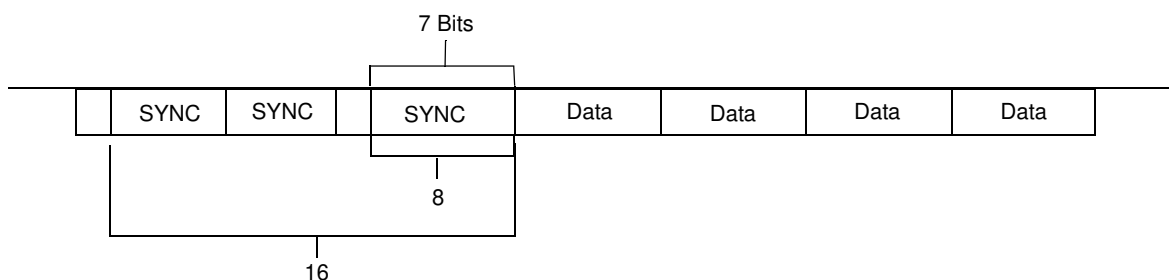 7 Bits
SYNC SYNC SYNC Data Data Data Data
8
16